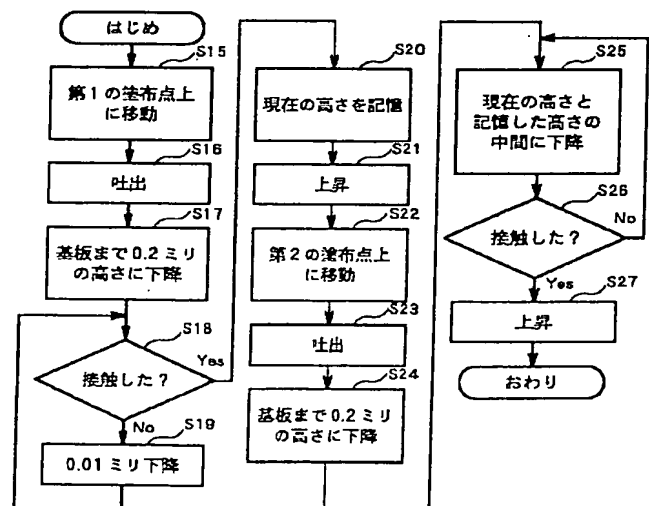 はじめ
S15
第1の塗布点上
に移動
S16
吐出
S17
基板まで0.2ミリ
の高さに下降
S18
接触した？
Yes
No
S19
0.01ミリ下降
S20
現在の高さを記憶
S21
上昇
S22
第2の塗布点上
に移動
S23
吐出
S24
基板まで0.2ミリ
の高さに下降
S25
現在の高さと
記憶した高さの
中間に下降
S26
接触した？
No
Yes
S27
上昇
おわり